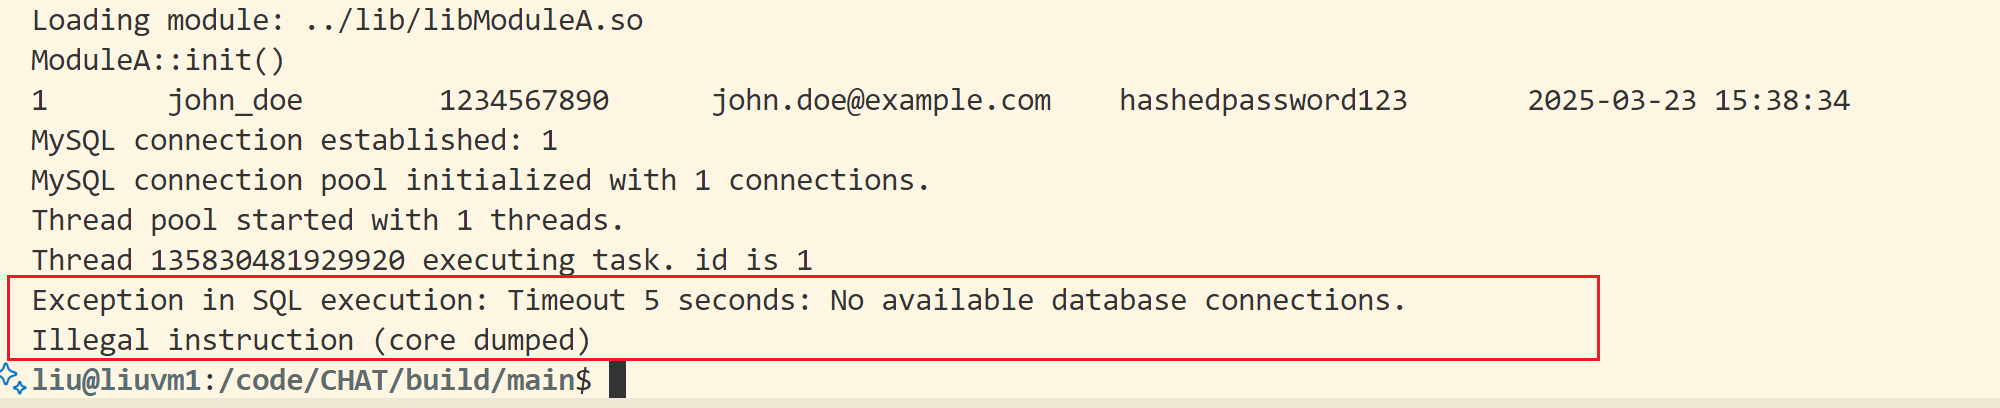 Loading module: ../lib/libModuleA.so
ModuleA::init()
1 john_doe 1234567890 john.doe@example.com hashedpassword123 2025-03-23 15:38:34
MySQL connection established: 1
MySQL connection pool initialized with 1 connections.
Thread pool started with 1 threads.
Thread 135830481929920 executing task. id is 1
Exception in SQL execution: Timeout 5 seconds: No available database connections.
Illegal instruction (core dumped)
liu@liuvm1:/code/CHAT/build/main$